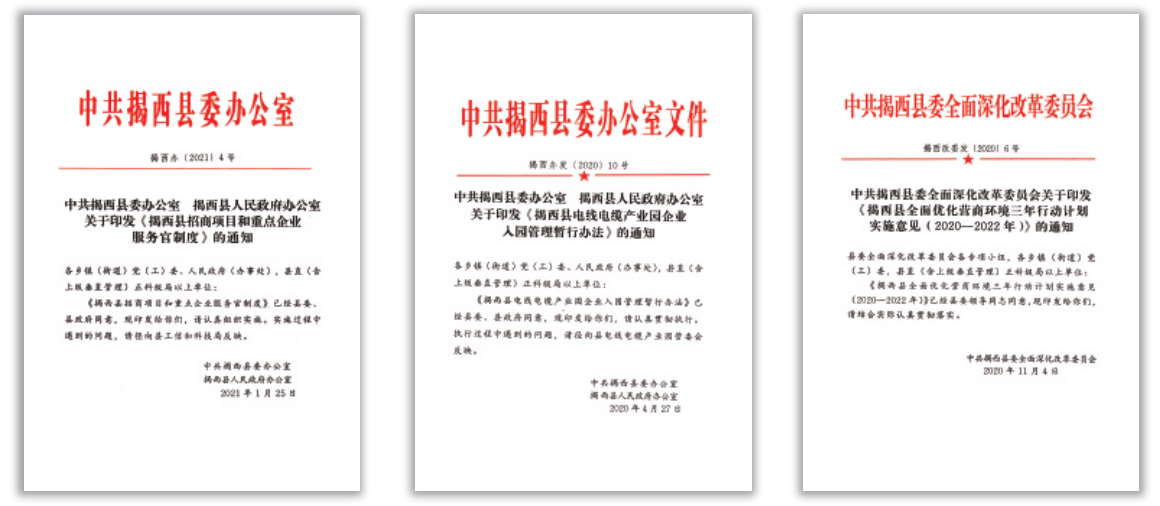 中共揭西县委办公室
揭西办〔2021〕4号
中共揭西县委办公室　揭西县人民政府办公室
关于印发《揭西县招商项目和重点企业
服务官制度》的通知
各乡镇（街道）党（工）委、人民政府（办事处），县直（含
上级垂直管理）正科级局以上单位：
《揭西县招商项目和重点企业服务官制度》已经县委、
县政府同意，现印发给你们，请认真组织实施。实施过程中
遇到的问题，请径向县工信和科技局反映。
中共揭西县委办公室
揭西县人民政府办公室
2021年1月25日
中共揭西县委办公室文件
揭西办发〔2020〕10号
中共揭西县委办公室　揭西县人民政府办公室
关于印发《揭西县电线电缆产业园企业
入园管理暂行办法》的通知
各乡镇（街道）党（工）委、人民政府（办事处），县直（含
上级垂直管理）正科级局以上单位：
《揭西县电线电缆产业园企业入园管理暂行办法》已
经县委、县政府同意，现印发给你们，请认真贯彻执行。
执行过程中遇到的问题，请径向县电线电缆产业园管委会
反映。
中共揭西县委办公室
揭西县人民政府办公室
2020年4月27日
中共揭西县委全面深化改革委员会
揭西改委发〔2020〕6号
中共揭西县委全面深化改革委员会关于印发
《揭西县全面优化营商环境三年行动计划
实施意见（2020—2022年）》的通知
县委全面深化改革委员会各专项小组，各乡镇（街道）党
（工）委，县直（含上级垂直管理）正科级局以上单位：
《揭西县全面优化营商环境三年行动计划实施意见
（2020—2022年）》已经县委领导同志同意，现印发给你们，
请结合实际认真贯彻落实。
中共揭西县委全面深化改革委员会
2020年11月4日